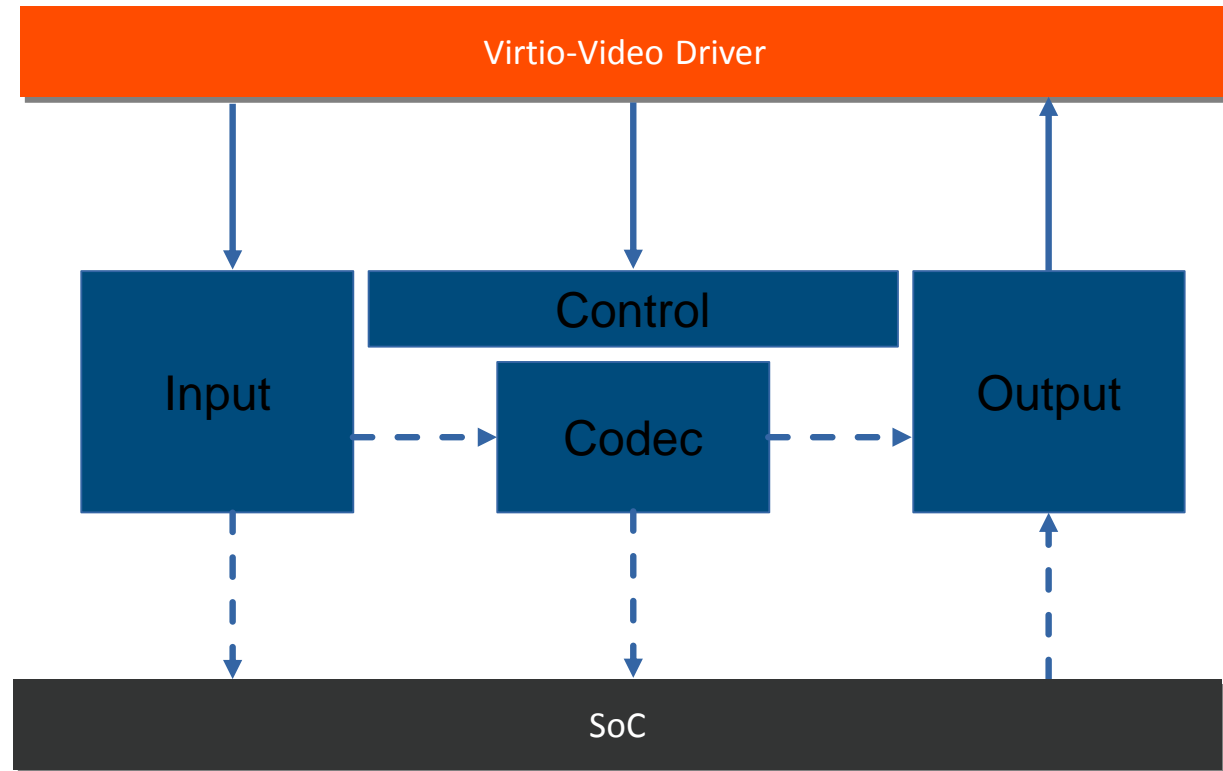 Virtio-Video Driver
Control
Input
Codec
Output
SoC